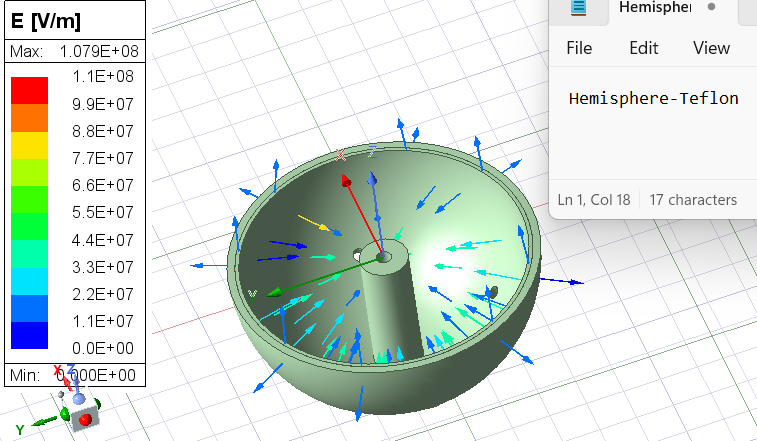 E [V/m]
Max: 1.079E+08
1.1E+08
9.9E+07
8.8E+07
7.7E+07
6.6E+07
5.5E+07
4.4E+07
3.3E+07
2.2E+07
1.1E+07
0.0E+00
Min: 0.000E+00
X
Z
Y
X
Z
Y
Hemispher
File Edit View
Hemisphere-Teflon
Ln 1, Col 18 17 characters